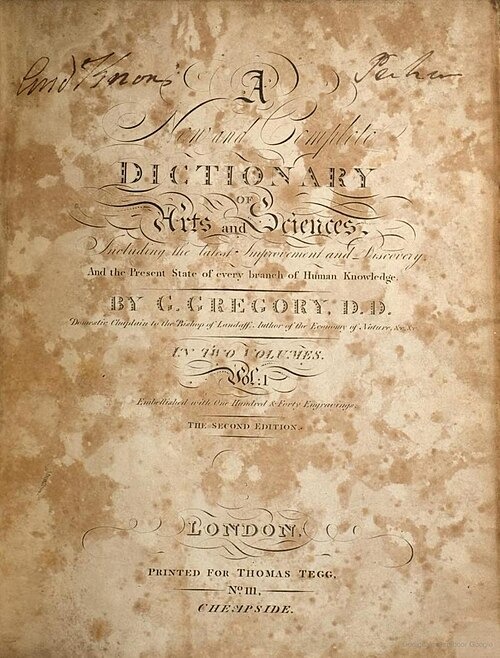 A
New and Complete
DICTIONARY
OF
Arts and Sciences,
Including the latest Improvement and Discovery,
And the Present State of every branch of Human Knowledge.
BY G. GREGORY, D.D.
Domestic Chaplain to the Bishop of Landaff, Author of the Economy of Nature, &c. &c.
IN TWO VOLUMES.
Vol: 1
Embellished with One Hundred & Forty Engravings.
THE SECOND EDITION.
LONDON,
PRINTED FOR THOMAS TEGG,
No. 111,
CHEAPSIDE.